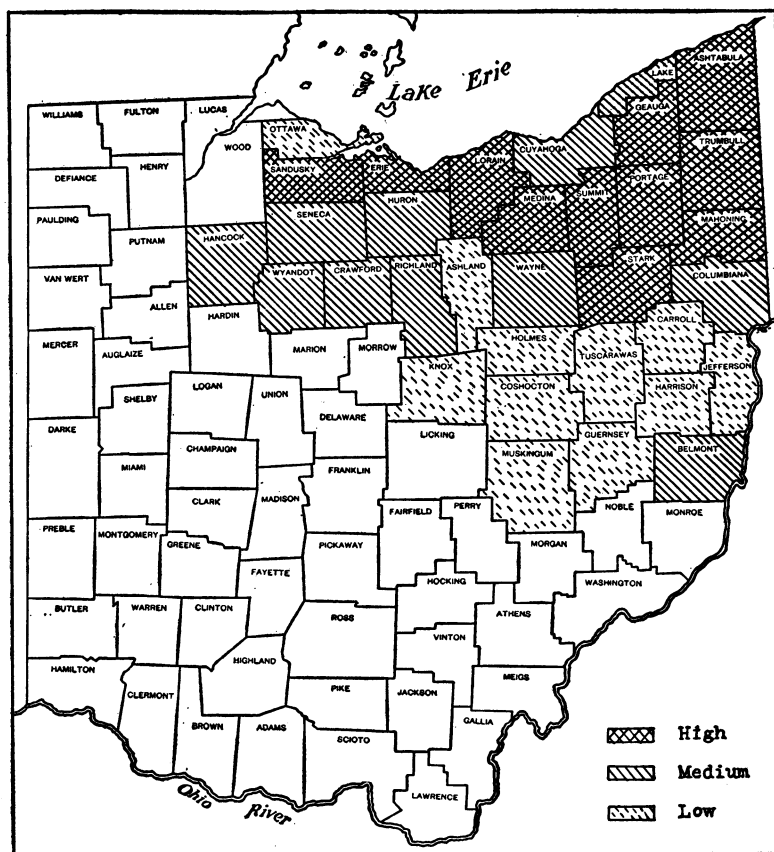 Lake Erie
LAKE
ASHTABULA
GEAUGA
WILLIAMS
FULTON
LUCAS
OTTAWA
CUYAHOGA
TRUMBULL
WOOD
HENRY
DEFIANCE
SANDUSKY
ERIE
LORAIN
MEDINA
SUMMIT
PORTAGE
PAULDING
SENECA
HURON
MAHONING
PUTNAM
HANCOCK
VAN WERT
WYANDOT
CRAWFORD
RICHLAND
ASHLAND
WAYNE
STARK
COLUMBIANA
ALLEN
HARDIN
CARROLL
MERCER
AUGLAIZE
MARION
MORROW
HOLMES
TUSCARAWAS
JEFFERSON
KNOX
LOGAN
UNION
COSHOCTON
HARRISON
SHELBY
DELAWARE
DARKE
LICKING
GUERNSEY
CHAMPAIGN
MUSKINGUM
BELMONT
MIAMI
FRANKLIN
CLARK
MADISON
PERRY
NOBLE
MONROE
FAIRFIELD
PREBLE
MONTGOMERY
GREENE
PICKAWAY
MORGAN
FAYETTE
HOCKING
WASHINGTON
BUTLER
WARREN
CLINTON
ROSS
ATHENS
VINTON
HAMILTON
HIGHLAND
MEIGS
CLERMONT
PIKE
JACKSON
BROWN
ADAMS
SCIOTO
GALLIA
LAWRENCE
Ohio River
High
Medium
Low